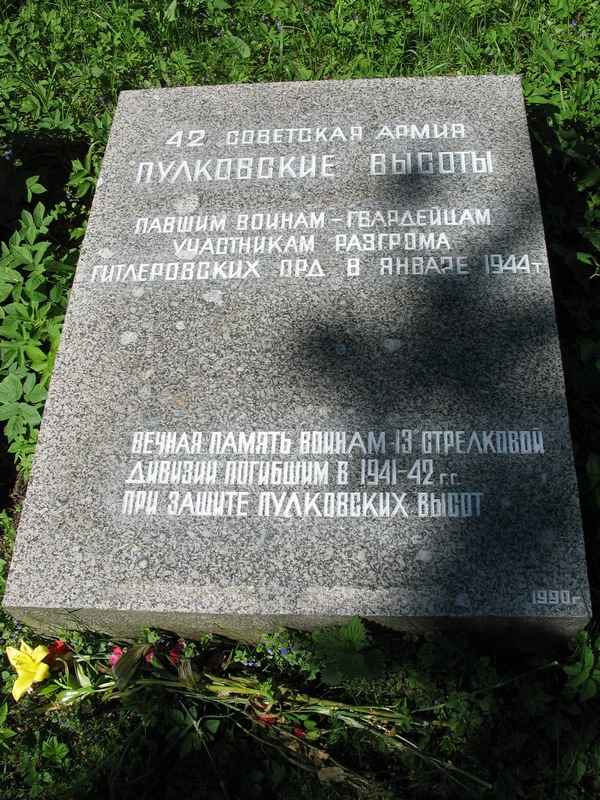 42 СОВЕТСКАЯ АРМИЯ
ПУЛКОВСКИЕ ВЫСОТЫ
ПАВШИМ ВОИНАМ-ГВАРДЕЙЦАМ
УЧАСТНИКАМ РАЗГРОМА
ГИТЛЕРОВСКИХ ОРД В ЯНВАРЕ 1944г
ВЕЧНАЯ ПАМЯТЬ ВОИНАМ 13 СТРЕЛКОВОЙ
ДИВИЗИИ ПОГИБШИМ В 1941-42 г.г.
ПРИ ЗАЩИТЕ ПУЛКОВСКИХ ВЫСОТ
1990г